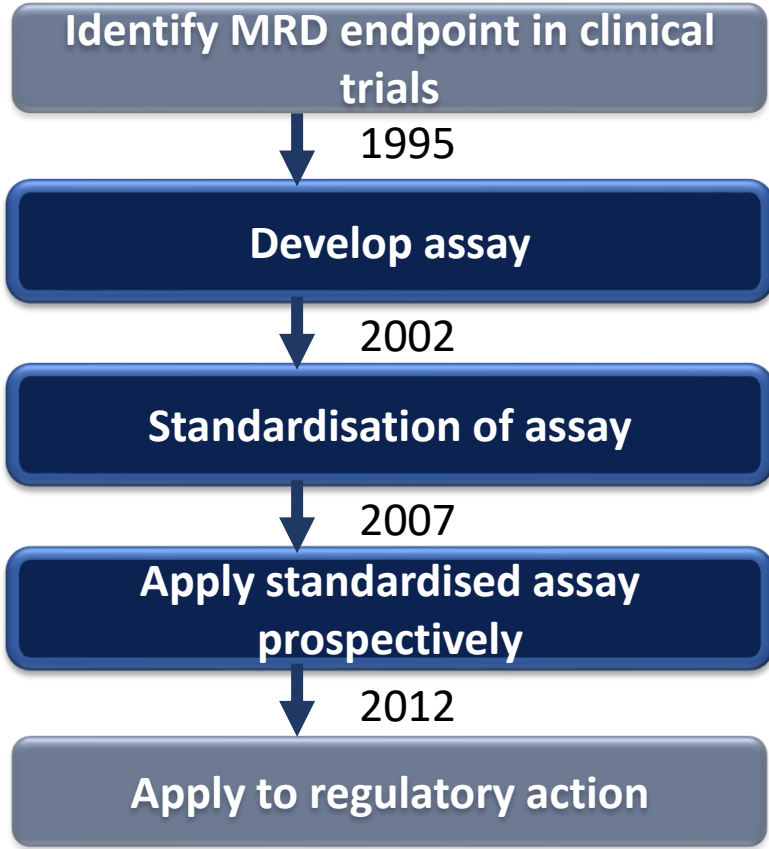 Identify MRD endpoint in clinical
trials
1995
Develop assay
2002
Standardisation of assay
2007
Apply standardised assay
prospectively
2012
Apply to regulatory action